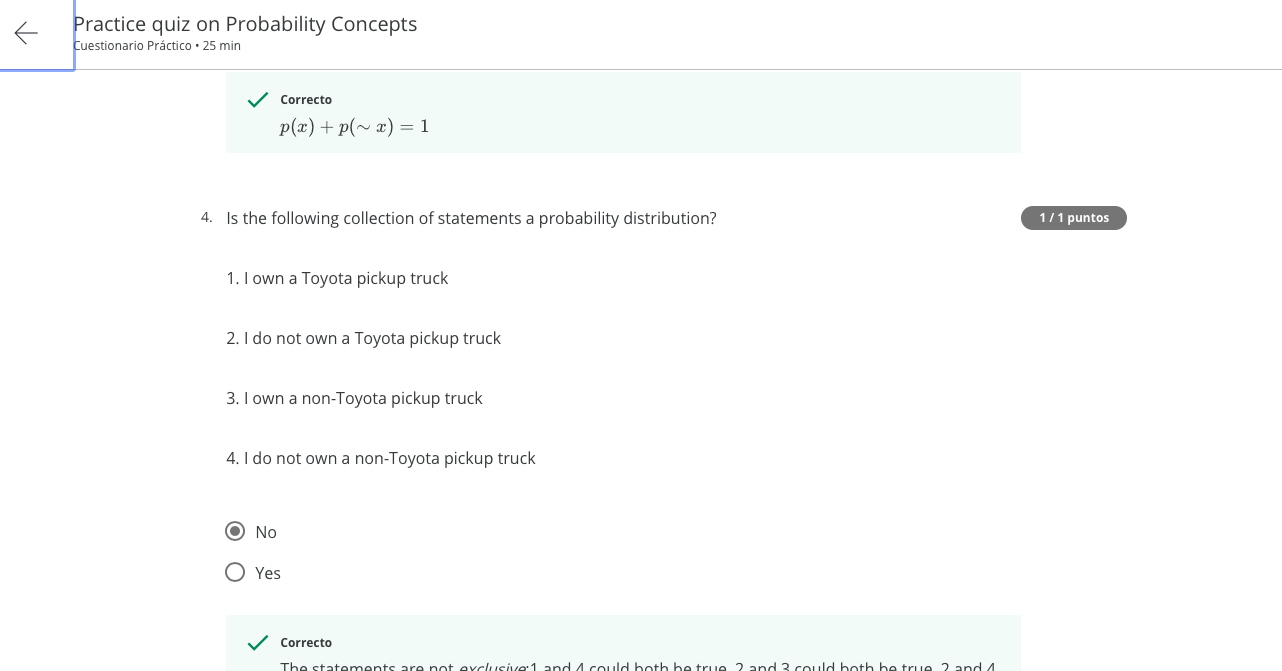 Practice quiz on Probability Concepts
Cuestionario Práctico • 25 min
Correcto
p(x) + p(∼ x) = 1
4. Is the following collection of statements a probability distribution?
1 / 1 puntos
1. I own a Toyota pickup truck
2. I do not own a Toyota pickup truck
3. I own a non-Toyota pickup truck
4. I do not own a non-Toyota pickup truck
No
Yes
Correcto
The statements are not exclusive:1 and 4 could both be true, 2 and 3 could both be true, 2 and 4